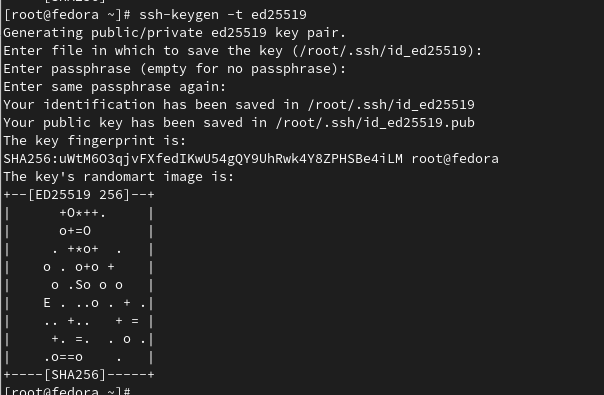 +----[SHA256]-----+
[root@fedora ~]# ssh-keygen -t ed25519
Generating public/private ed25519 key pair.
Enter file in which to save the key (/root/.ssh/id_ed25519):
Enter passphrase (empty for no passphrase):
Enter same passphrase again:
Your identification has been saved in /root/.ssh/id_ed25519
Your public key has been saved in /root/.ssh/id_ed25519.pub
The key fingerprint is:
SHA256:uWtM6O3qjvFXfedIKwU54gQY9UhRwk4Y8ZPHSBe4iLM root@fedora
The key's randomart image is:
+--[ED25519 256]--+
|      +O*++.     |
|      o+=O       |
|     . +*o+  .   |
|    o . o+o +    |
|     o .So o o   |
|    E . ..o . + .|
|    .. +..   + = |
|     +. =.  . o .|
|    .o==o    .   |
+----[SHA256]-----+
[root@fedora ~]#